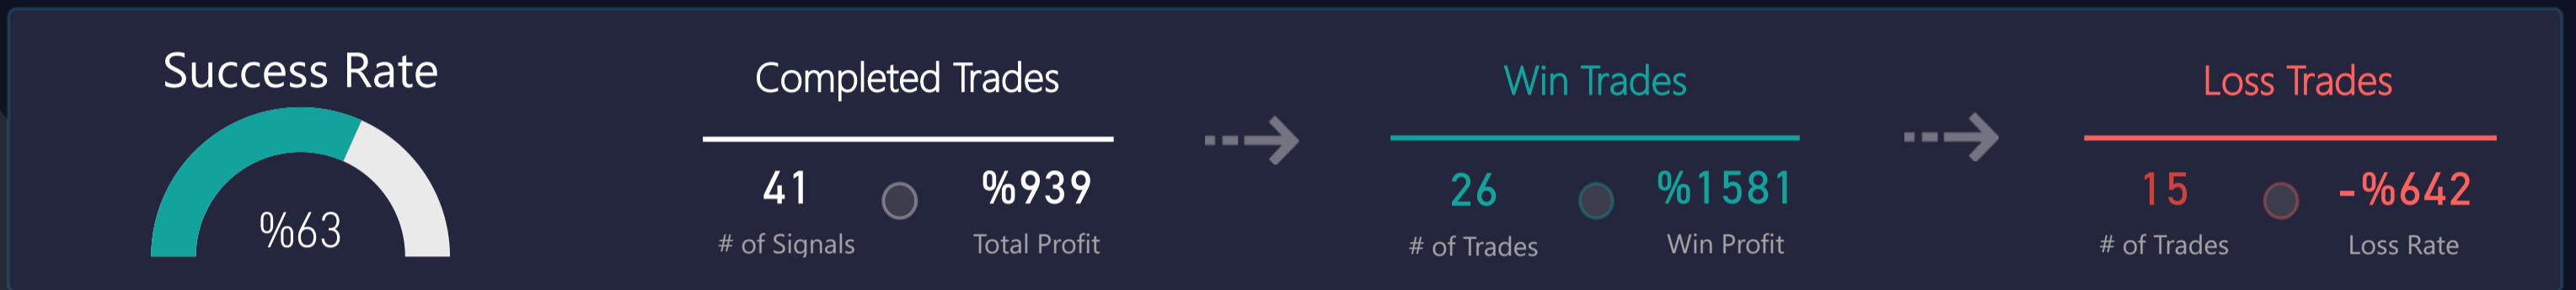 Success Rate
%63
Completed Trades
41
# of Signals
%939
Total Profit
Win Trades
26
# of Trades
%1581
Win Profit
Loss Trades
15
# of Trades
-%642
Loss Rate